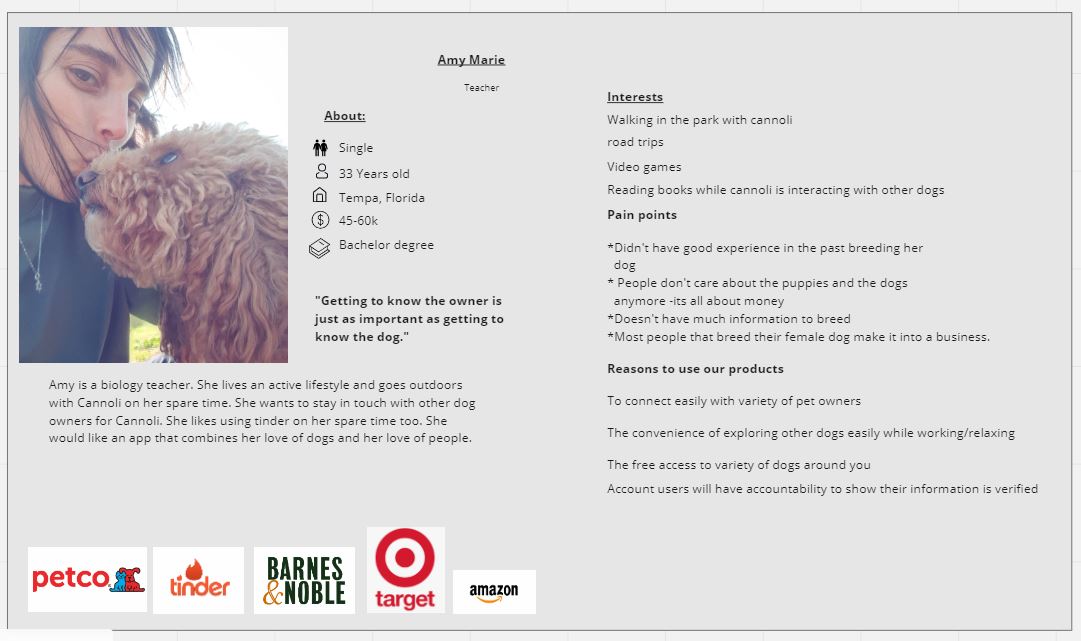 Amy Marie
Teacher
About:
Single
33 Years old
Tempa, Florida
45-60k
Bachelor degree
"Getting to know the owner is
just as important as getting to
know the dog."
Amy is a biology teacher. She lives an active lifestyle and goes outdoors
with Cannoli on her spare time. She wants to stay in touch with other dog
owners for Cannoli. She likes using tinder on her spare time too. She
would like an app that combines her love of dogs and her love of people.
Interests
Walking in the park with cannoli
road trips
Video games
Reading books while cannoli is interacting with other dogs
Pain points
*Didn't have good experience in the past breeding her
dog
* People don't care about the puppies and the dogs
anymore -its all about money
*Doesn't have much information to breed
*Most people that breed their female dog make it into a business.
Reasons to use our products
To connect easily with variety of pet owners
The convenience of exploring other dogs easily while working/relaxing
The free access to variety of dogs around you
Account users will have accountability to show their information is verified
petco
tinder
BARNES
&NOBLE
target
amazon